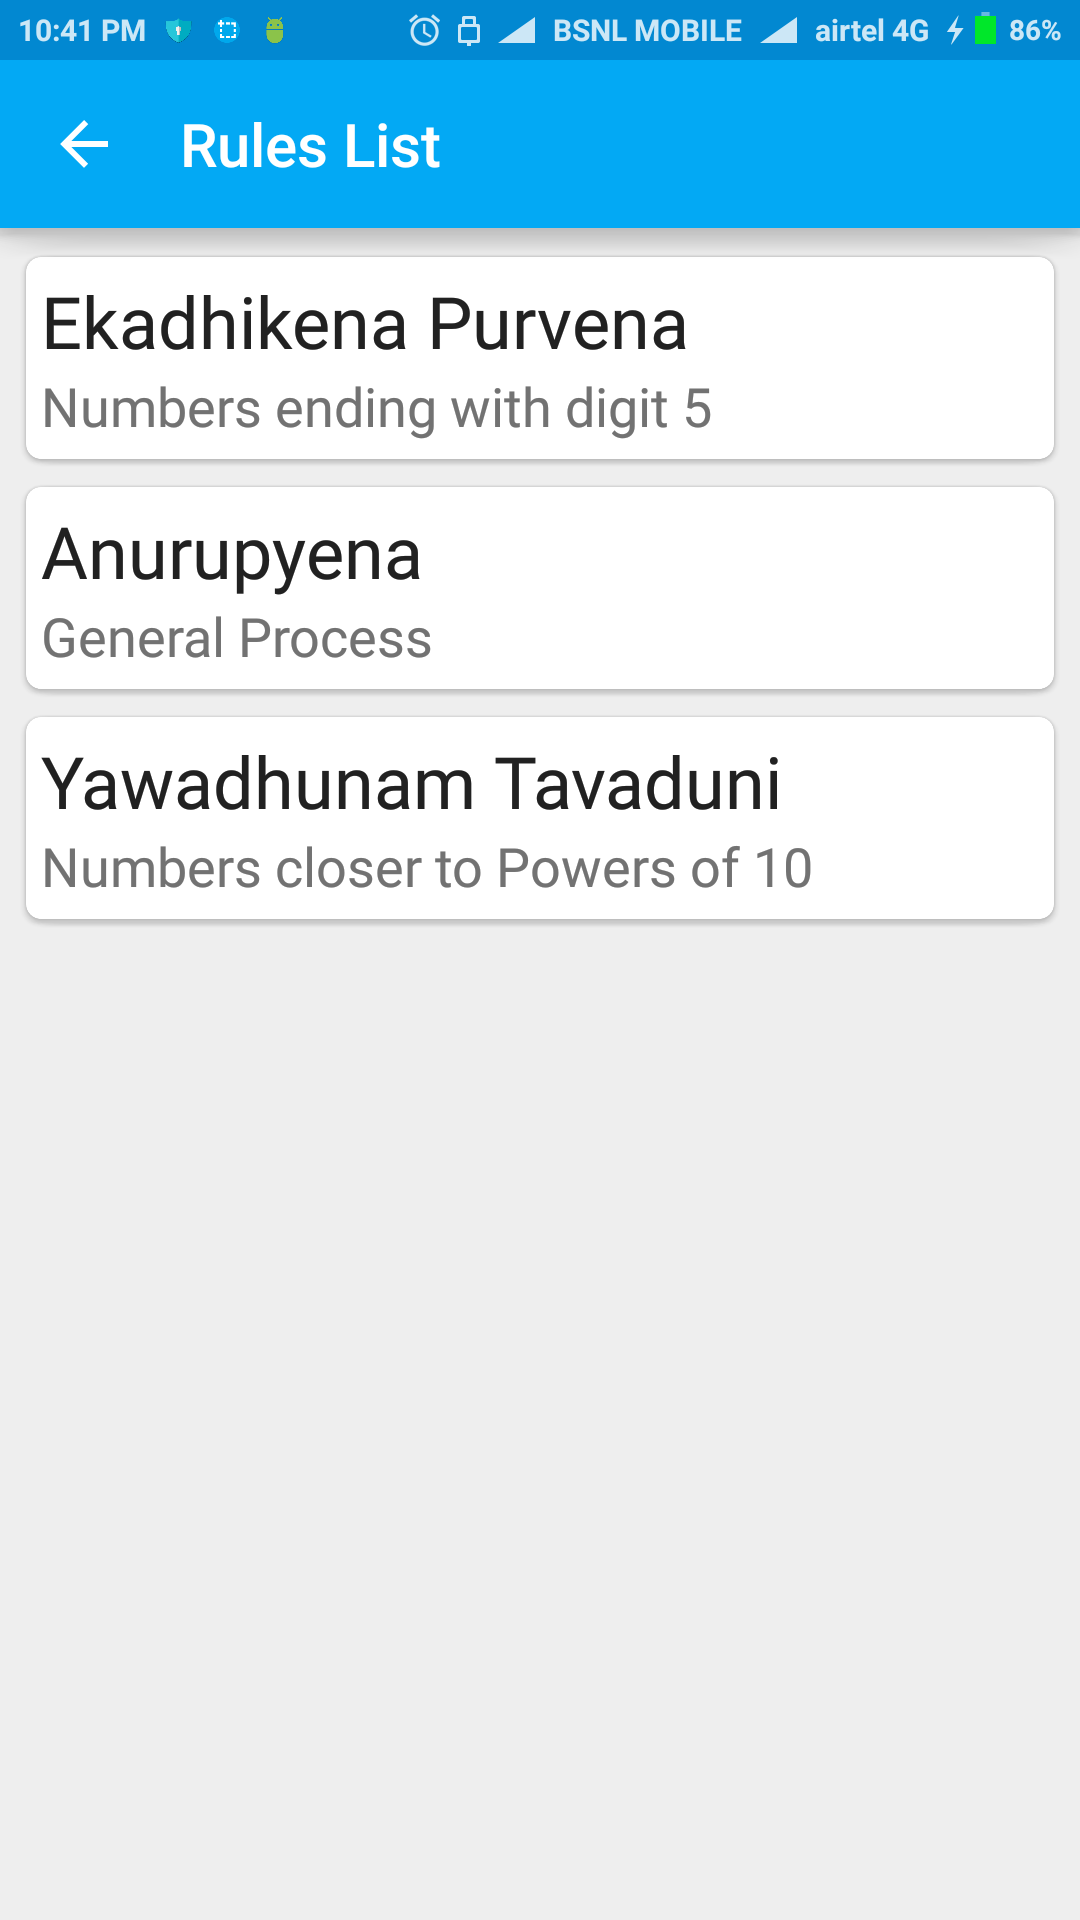 10:41 PM BSNL MOBILE airtel 4G 86%
Rules List
Ekadhikena Purvena
Numbers ending with digit 5
Anurupyena
General Process
Yawadhunam Tavaduni
Numbers closer to Powers of 10